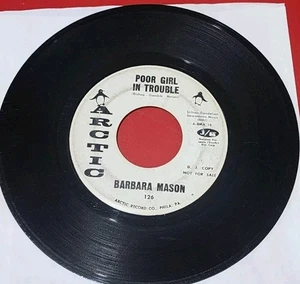 POOR GIRL
IN TROUBLE
ARCTIC
BARBARA MASON
126
D. J. COPY
NOT FOR SALE
ARCTIC RECORD CO., PHILA. PA.